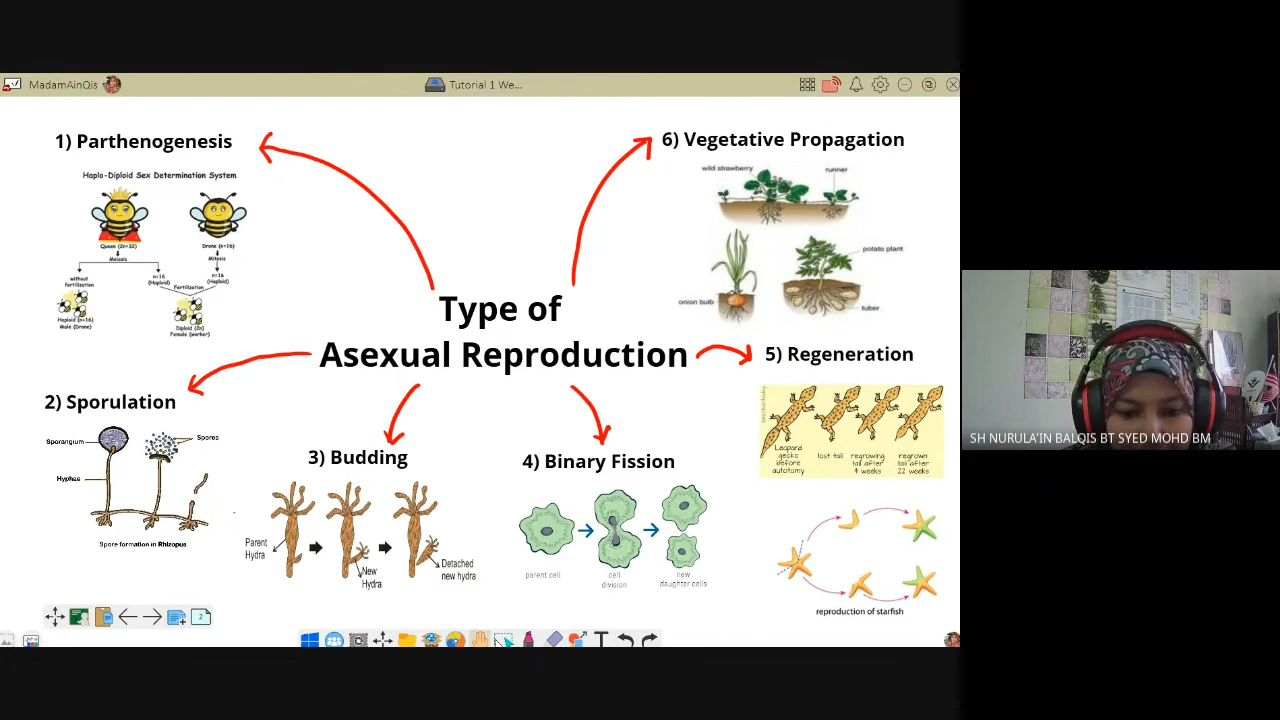 MadamAinQis
Tutorial 1 We...
1) Parthenogenesis
Haplo-Diploid Sex Determination System
Queen (2n=32)
Drone (n=16)
Meiosis
Mitosis
without
fertilization
n=16
(Haploid)
n=16
(Haploid)
Fertilization
Haploid (n=16)
Male (Drone)
Diploid (2n)
Female (worker)
6) Vegetative Propagation
wild strawberry
runner
potato plant
onion bulb
tuber
Type of
Asexual Reproduction
2) Sporulation
Sporangium
Spores
Hyphae
Spore formation in Rhizopus
3) Budding
Parent
Hydra
New
Hydra
Detached
new hydra
4) Binary Fission
parent cell
cell
division
new
daughter cells
5) Regeneration
Leopard
gecko
before
autotomy
lost tail
regrowing
tail after
4 weeks
regrown
tail after
22 weeks
reproduction of starfish
2
SH NURULA'IN BALQIS BT SYED MOHD BM